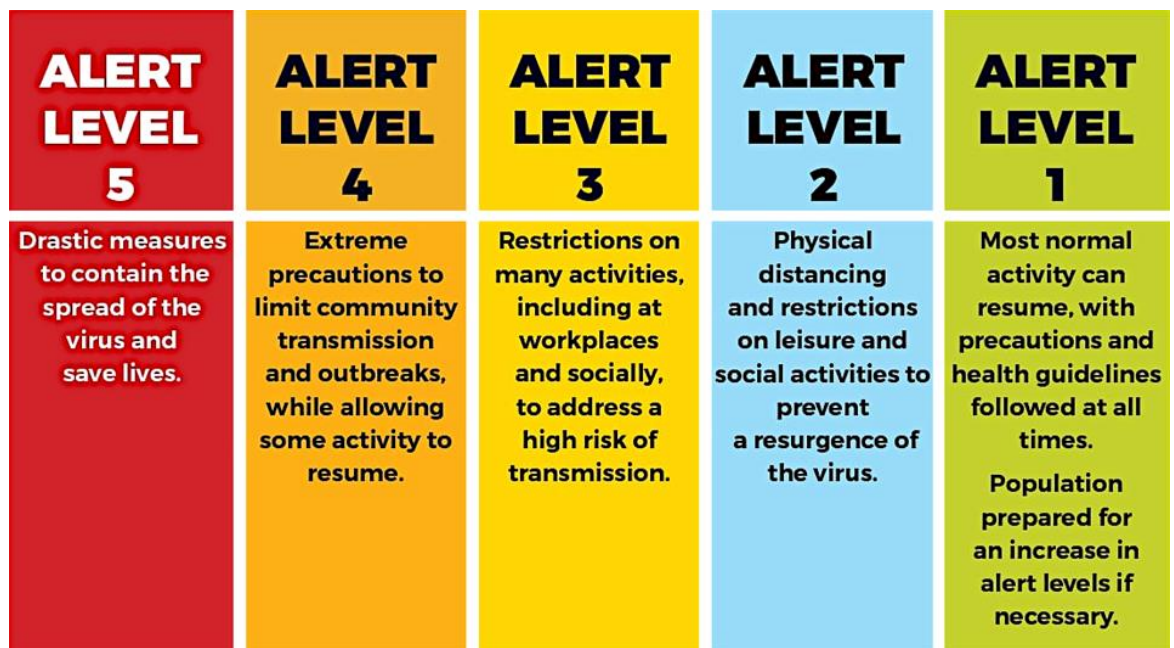 ALERT
LEVEL
5
Drastic measures
to contain the
spread of the
virus and
save lives.
ALERT
LEVEL
4
Extreme
precautions to
limit community
transmission
and outbreaks,
while allowing
some activity to
resume.
ALERT
LEVEL
3
Restrictions on
many activities,
including at
workplaces
and socially,
to address a
high risk of
transmission.
ALERT
LEVEL
2
Physical
distancing
and restrictions
on leisure and
social activities to
prevent
a resurgence of
the virus.
ALERT
LEVEL
1
Most normal
activity can
resume, with
precautions and
health guidelines
followed at all
times.
Population
prepared for
an increase in
alert levels if
necessary.